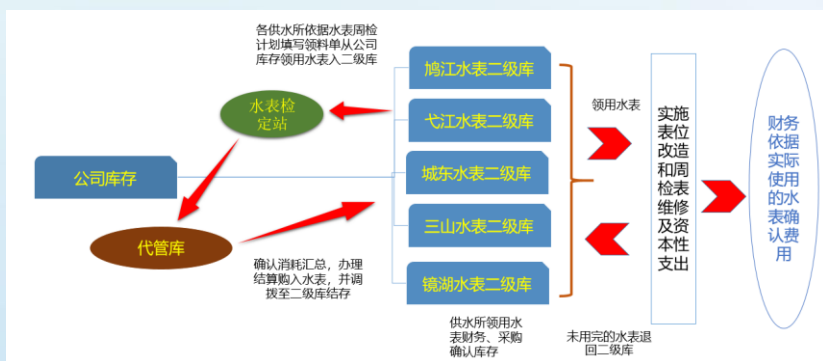 各供水所依据水表周检
计划填写领料单从公司
库存领用水表入二级库
鸠江水表二级库
水表检
定站
弋江水表二级库
领用水表
公司库存
城东水表二级库
代管库
三山水表二级库
确认消耗汇总，办理
结算购入水表，并调
拨至二级库结存
镜湖水表二级库
供水所领用水
表财务、采购
确认库存
未用完的水表退
回二级库
实施
表位
改造
和周
检表
维修
及资
本性
支出
财务
依据
实际
使用
的水
表确
认费
用